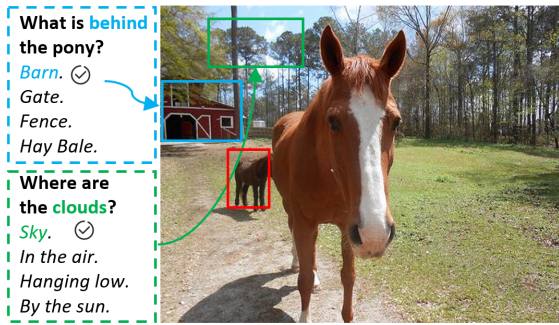 What is behind
the pony?
Barn.
Gate.
Fence.
Hay Bale.
Where are
the clouds?
Sky.
In the air.
Hanging low.
By the sun.